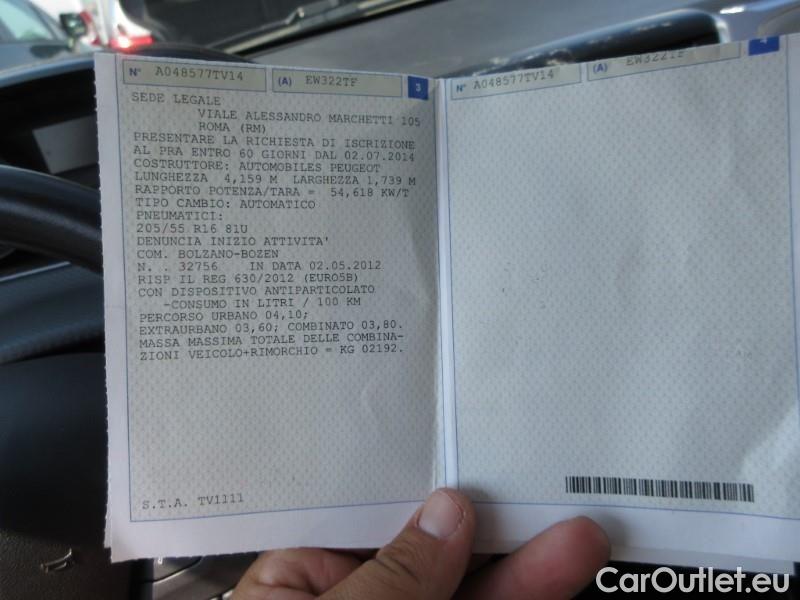 N° A048577TV14 (A) EW322TF 3
SEDE LEGALE
VIALE ALESSANDRO MARCHETTI 105
ROMA (RM)
PRESENTARE LA RICHIESTA DI ISCRIZIONE
AL PRA ENTRO 60 GIORNI DAL 02.07.2014
COSTRUTTORE: AUTOMOBILES PEUGEOT
LUNGHEZZA 4,159 M LARGHEZZA 1,739 M
RAPPORTO POTENZA/TARA = 54,618 KW/T
TIPO CAMBIO: AUTOMATICO
PNEUMATICI:
205/55 R16 81U
DENUNCIA INIZIO ATTIVITA'
COM. BOLZANO-BOZEN
N. . 32756 IN DATA 02.05.2012
RISP IL REG 630/2012 (EURO5B)
CON DISPOSITIVO ANTIPARTICOLATO
-CONSUMO IN LITRI / 100 KM
PERCORSO URBANO 04,10;
EXTRAURBANO 03,60; COMBINATO 03,80.
MASSA MASSIMA TOTALE DELLE COMBINA-
ZIONI VEICOLO+RIMORCHIO = KG 02192.
S.T.A. TV1111
N° A048577TV14 (A) EW322TF 4
CarOutlet.eu